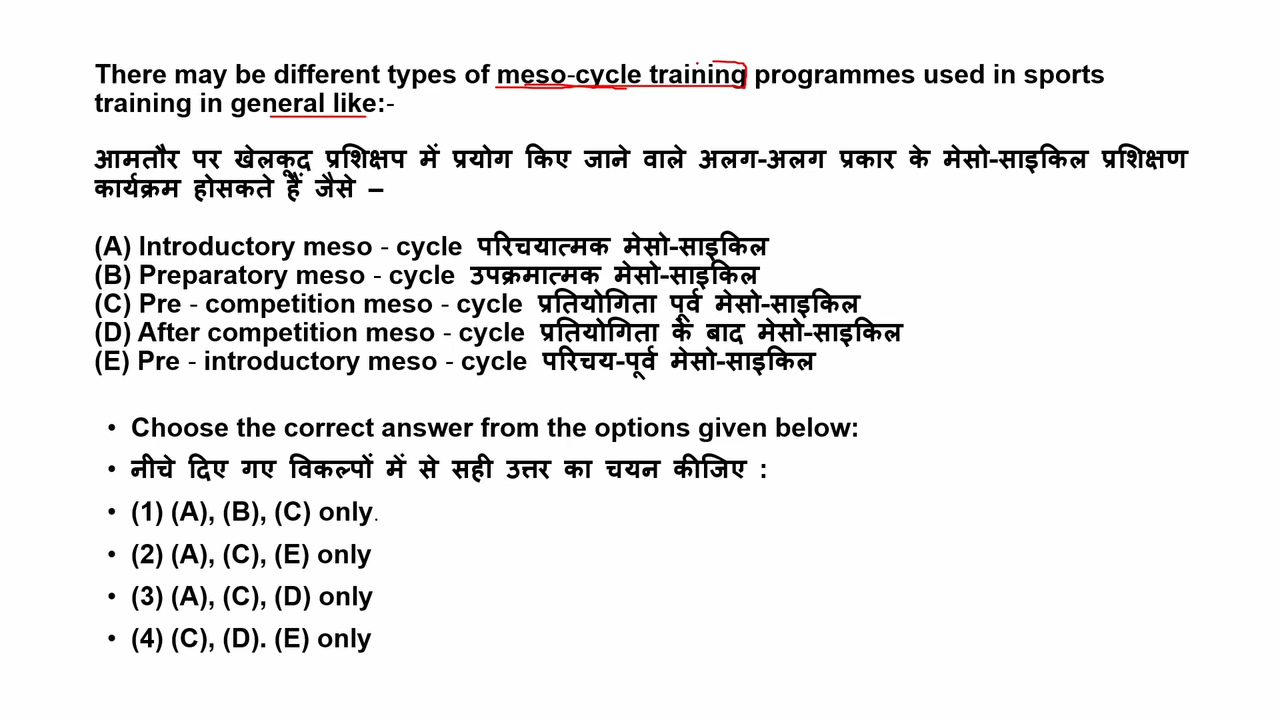 There may be different types of meso-cycle training programmes used in sports
training in general like:-
आमतौर पर खेलकूद प्रशिक्षप में प्रयोग किए जाने वाले अलग-अलग प्रकार के मेसो-साइकिल प्रशिक्षण
कार्यक्रम होसकते हैं जैसे –
(A) Introductory meso - cycle परिचयात्मक मेसो-साइकिल
(B) Preparatory meso - cycle उपक्रमात्मक मेसो-साइकिल
(C) Pre - competition meso - cycle प्रतियोगिता पूर्व मेसो-साइकिल
(D) After competition meso - cycle प्रतियोगिता के बाद मेसो-साइकिल
(E) Pre - introductory meso - cycle परिचय-पूर्व मेसो-साइकिल
• Choose the correct answer from the options given below:
• नीचे दिए गए विकल्पों में से सही उत्तर का चयन कीजिए :
• (1) (A), (B), (C) only.
• (2) (A), (C), (E) only
• (3) (A), (C), (D) only
• (4) (C), (D). (E) only